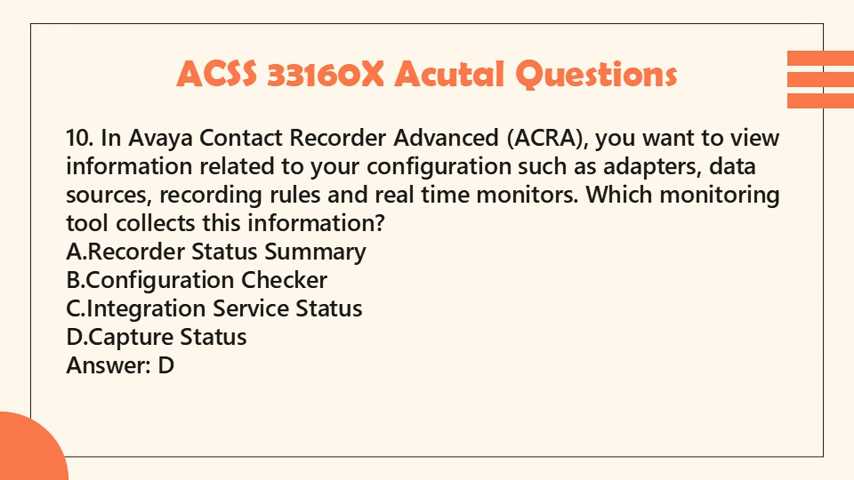 ACSS 33160X Acutal Questions
10. In Avaya Contact Recorder Advanced (ACRA), you want to view
information related to your configuration such as adapters, data
sources, recording rules and real time monitors. Which monitoring
tool collects this information?
A.Recorder Status Summary
B.Configuration Checker
C.Integration Service Status
D.Capture Status
Answer: D